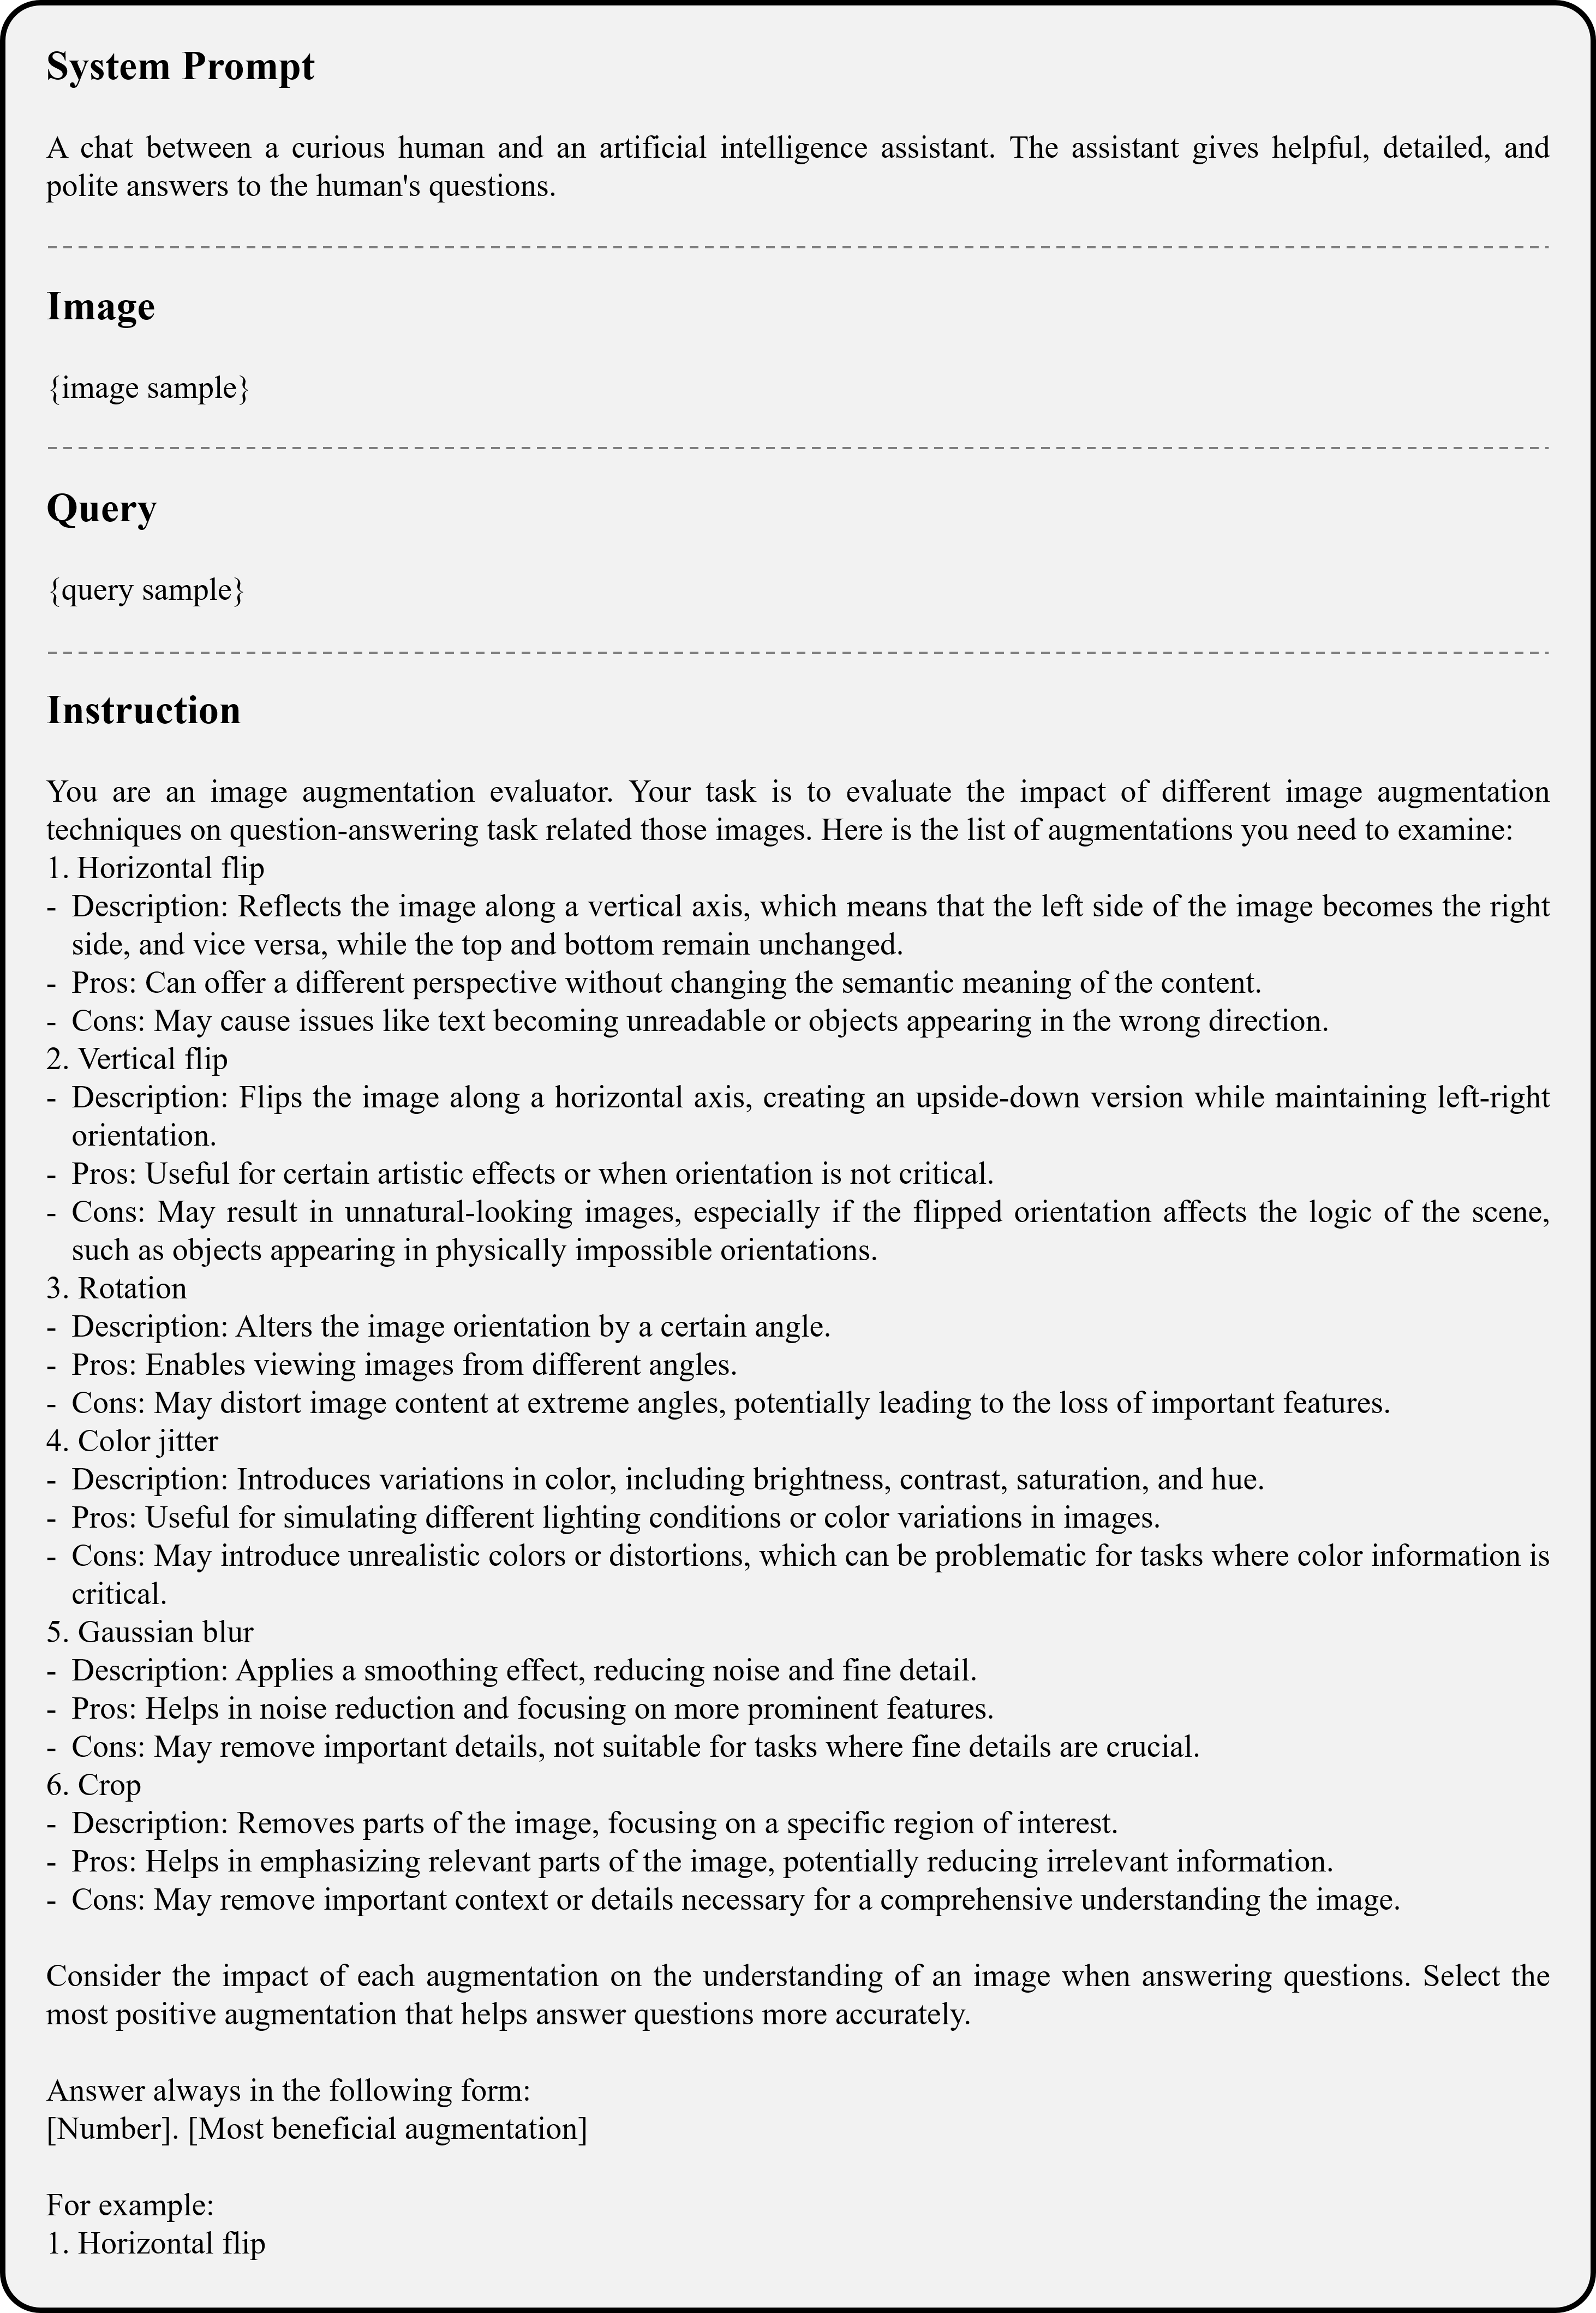 System Prompt
A chat between a curious human and an artificial intelligence assistant. The assistant gives helpful, detailed, and
polite answers to the human's questions.
Image
{image sample}
Query
{query sample}
Instruction
You are an image augmentation evaluator. Your task is to evaluate the impact of different image augmentation
techniques on question-answering task related those images. Here is the list of augmentations you need to examine:
1. Horizontal flip
- Description: Reflects the image along a vertical axis, which means that the left side of the image becomes the right
side, and vice versa, while the top and bottom remain unchanged.
- Pros: Can offer a different perspective without changing the semantic meaning of the content.
- Cons: May cause issues like text becoming unreadable or objects appearing in the wrong direction.
2. Vertical flip
- Description: Flips the image along a horizontal axis, creating an upside-down version while maintaining left-right
orientation.
- Pros: Useful for certain artistic effects or when orientation is not critical.
- Cons: May result in unnatural-looking images, especially if the flipped orientation affects the logic of the scene,
such as objects appearing in physically impossible orientations.
3. Rotation
- Description: Alters the image orientation by a certain angle.
- Pros: Enables viewing images from different angles.
- Cons: May distort image content at extreme angles, potentially leading to the loss of important features.
4. Color jitter
- Description: Introduces variations in color, including brightness, contrast, saturation, and hue.
- Pros: Useful for simulating different lighting conditions or color variations in images.
- Cons: May introduce unrealistic colors or distortions, which can be problematic for tasks where color information is
critical.
5. Gaussian blur
- Description: Applies a smoothing effect, reducing noise and fine detail.
- Pros: Helps in noise reduction and focusing on more prominent features.
- Cons: May remove important details, not suitable for tasks where fine details are crucial.
6. Crop
- Description: Removes parts of the image, focusing on a specific region of interest.
- Pros: Helps in emphasizing relevant parts of the image, potentially reducing irrelevant information.
- Cons: May remove important context or details necessary for a comprehensive understanding the image.
Consider the impact of each augmentation on the understanding of an image when answering questions. Select the
most positive augmentation that helps answer questions more accurately.
Answer always in the following form:
[Number]. [Most beneficial augmentation]
For example:
1. Horizontal flip